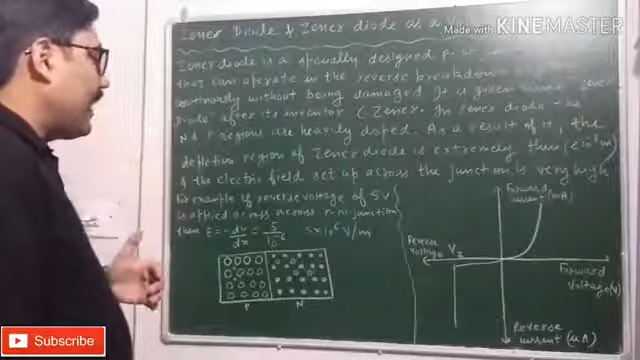 Zener Diode & Zener diode as a V
Made with KINEMASTER
Zener diode is a specially designed p
that can operate in the reverse breakdown
continuously without being damaged. It is given name
Diode after its inventor C Zener. In Zener diode the
N & P regions are heavily doped. As a result of it, the
depletion region of Zener diode is extremely thin
& the electric field set up across the junction is very high
For example if reverse voltage of 5V
is applied across across junction
then E = -dv/dx = 5/10^-6 5x10^6 V/m
P
N
Forward
current (mA)
Reverse
voltage
Vz
Forward
voltage (V)
Reverse
current (μA)
Subscribe